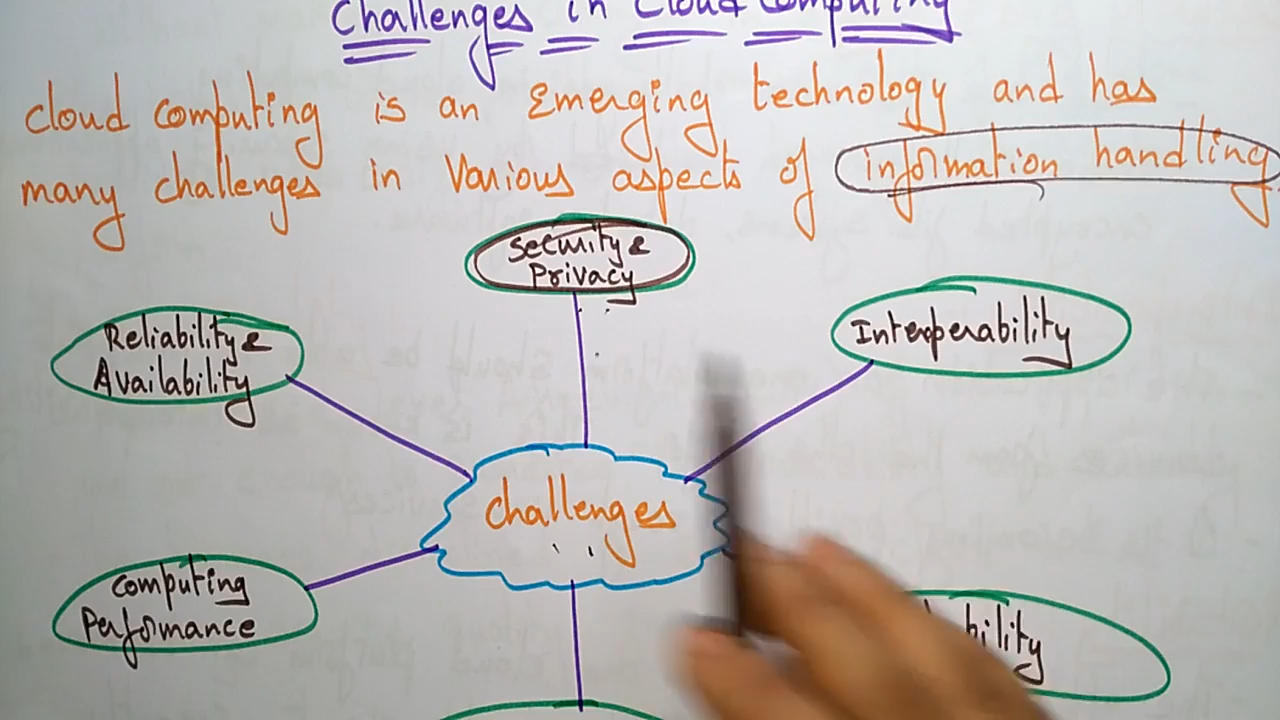 Challenges in Cloud Computing
cloud computing is an Emerging technology and has
many challenges in Various aspects of information handling
Security &
Privacy
Reliability &
Availability
Interoperability
challenges
Computing
Performance
bility